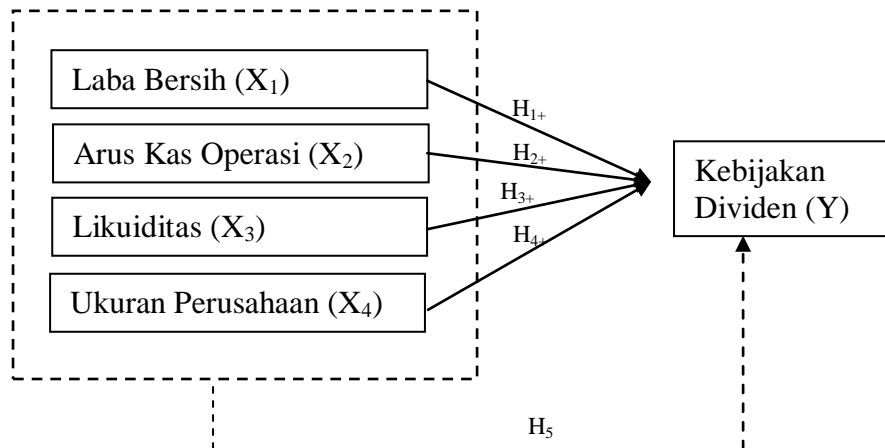 Laba Bersih (X₁)
H₁₊
Arus Kas Operasi (X₂)
H₂₊
Kebijakan
Dividen (Y)
H₃₊
Likuiditas (X₃)
H₄₊
Ukuran Perusahaan (X₄)
H₅